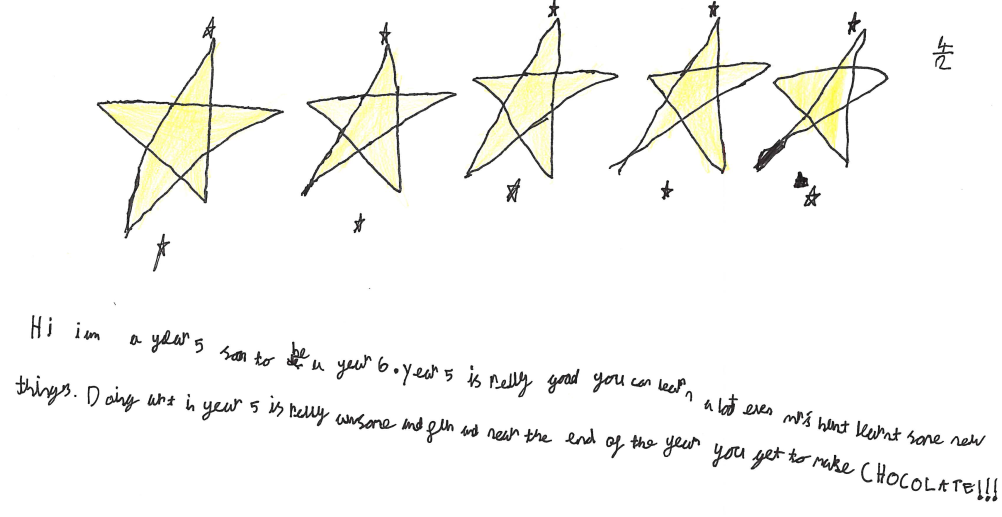 4
2
Hi im a year 5 soon to be a year 6. year 5 is relly good you can learn a lot even mrs hunt learnt some new
things. Doing art in year 5 is relly awsome and fun and near the end of the year you get to make CHOCOLATE!!!